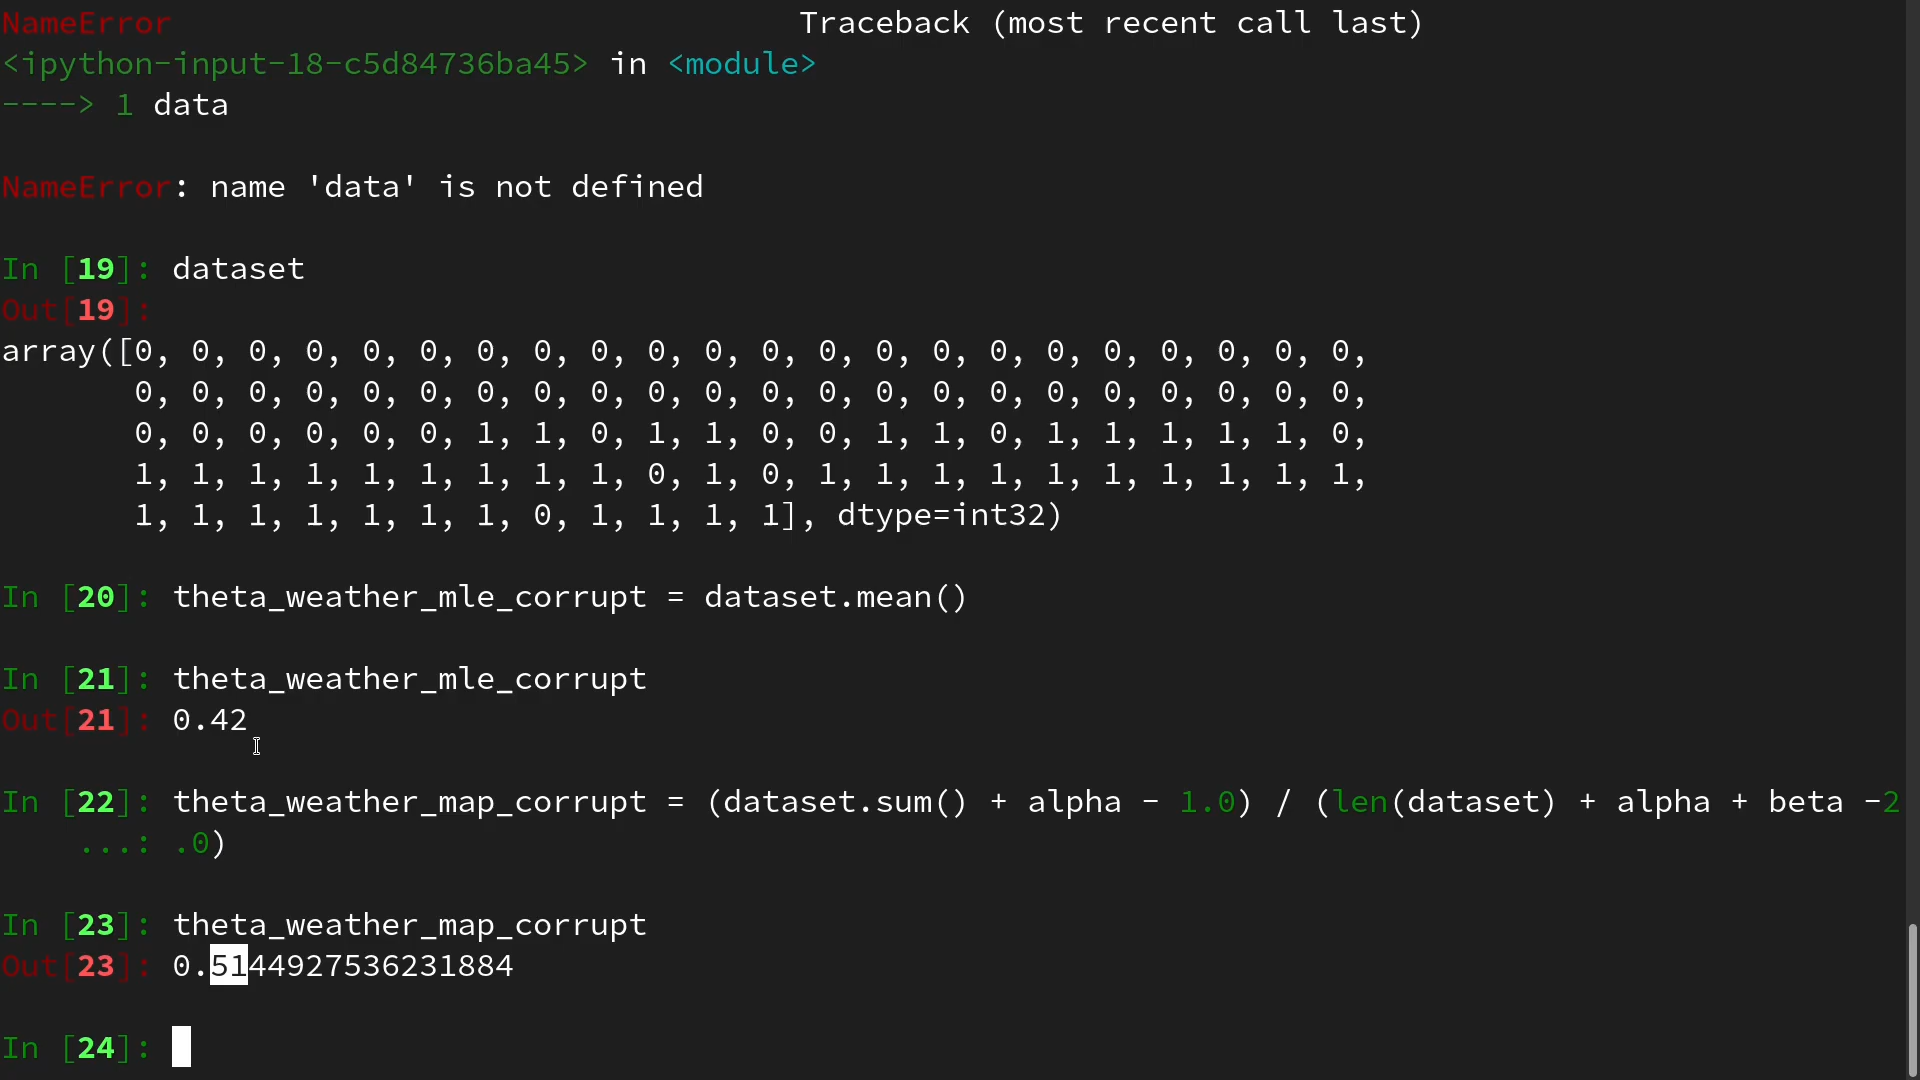 NameError Traceback (most recent call last)
<ipython-input-18-c5d84736ba45> in <module>
----> 1 data
NameError: name 'data' is not defined
In [19]: dataset
Out[19]:
array([0, 0, 0, 0, 0, 0, 0, 0, 0, 0, 0, 0, 0, 0, 0, 0, 0, 0, 0, 0, 0, 0,
0, 0, 0, 0, 0, 0, 0, 0, 0, 0, 0, 0, 0, 0, 0, 0, 0, 0, 0, 0, 0, 0,
0, 0, 0, 0, 0, 0, 1, 1, 0, 1, 1, 0, 0, 1, 1, 0, 1, 1, 1, 1, 1, 0,
1, 1, 1, 1, 1, 1, 1, 1, 1, 0, 1, 0, 1, 1, 1, 1, 1, 1, 1, 1, 1, 1,
1, 1, 1, 1, 1, 1, 1, 0, 1, 1, 1, 1], dtype=int32)
In [20]: theta_weather_mle_corrupt = dataset.mean()
In [21]: theta_weather_mle_corrupt
Out[21]: 0.42
In [22]: theta_weather_map_corrupt = (dataset.sum() + alpha - 1.0) / (len(dataset) + alpha + beta -2
...: .0)
In [23]: theta_weather_map_corrupt
Out[23]: 0.5144927536231884
In [24]: